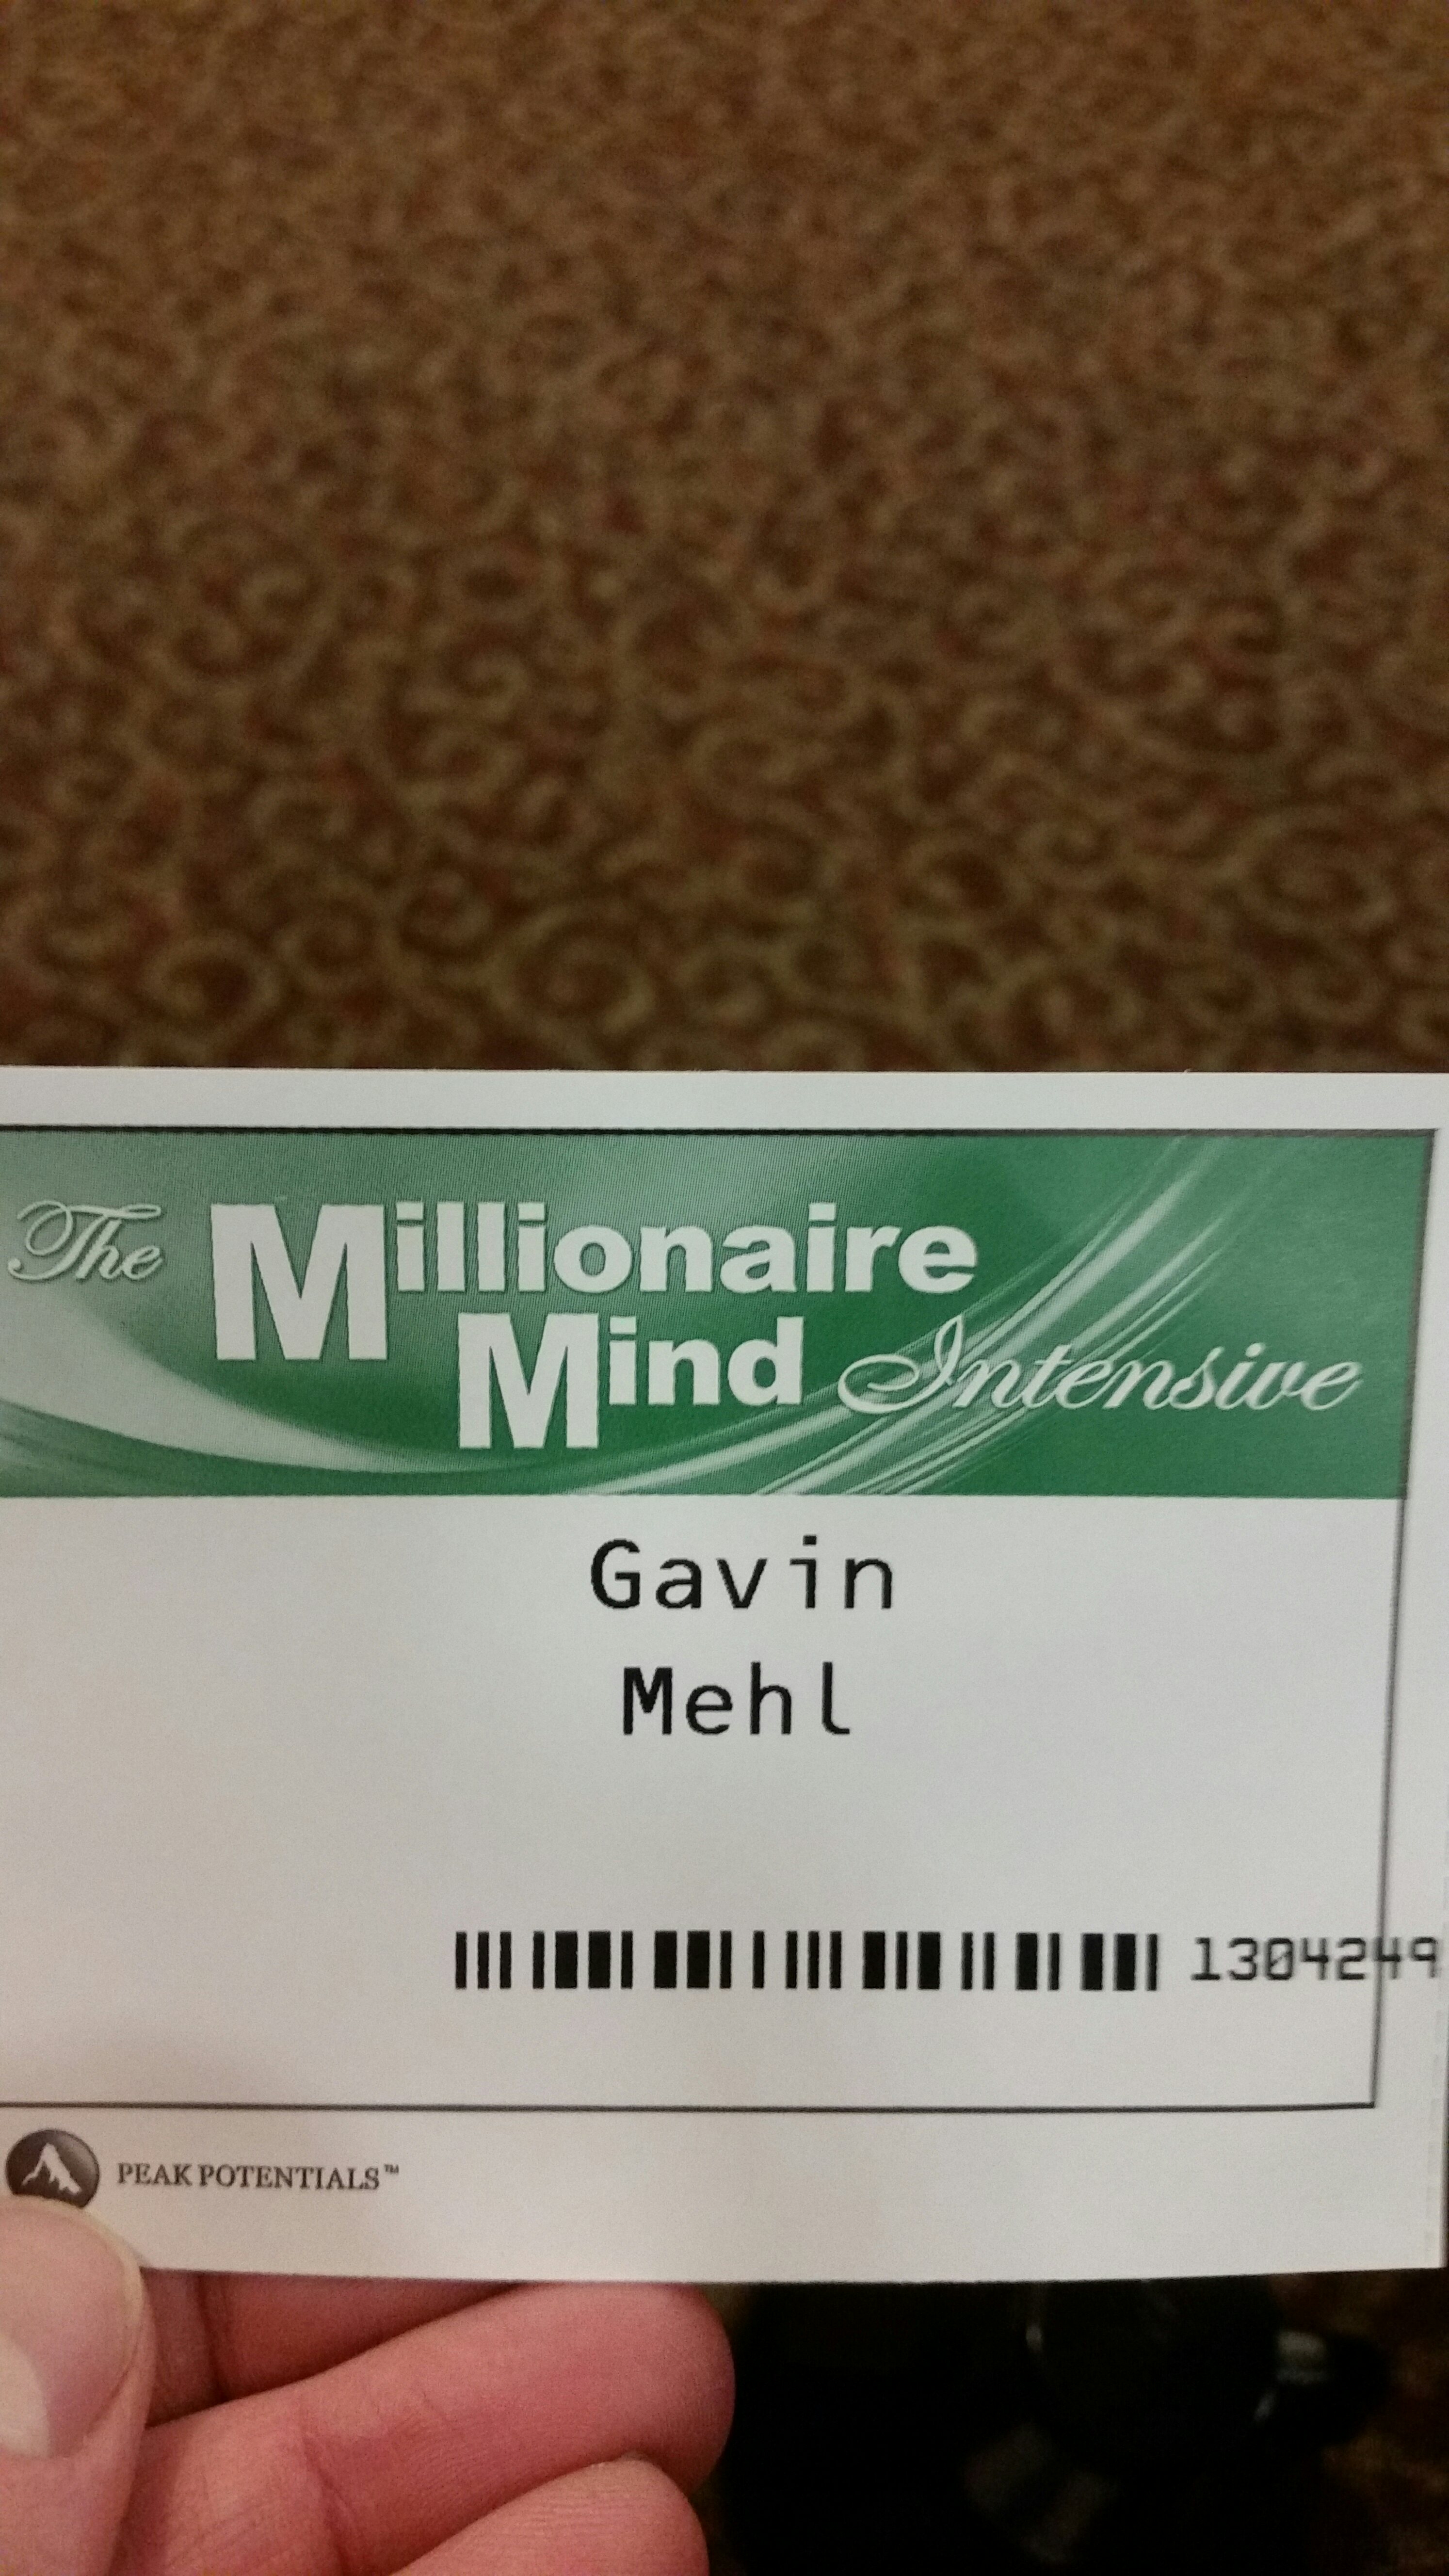 The Millionaire
Mind Intensive
Gavin
Mehl
1304249
PEAK POTENTIALS™